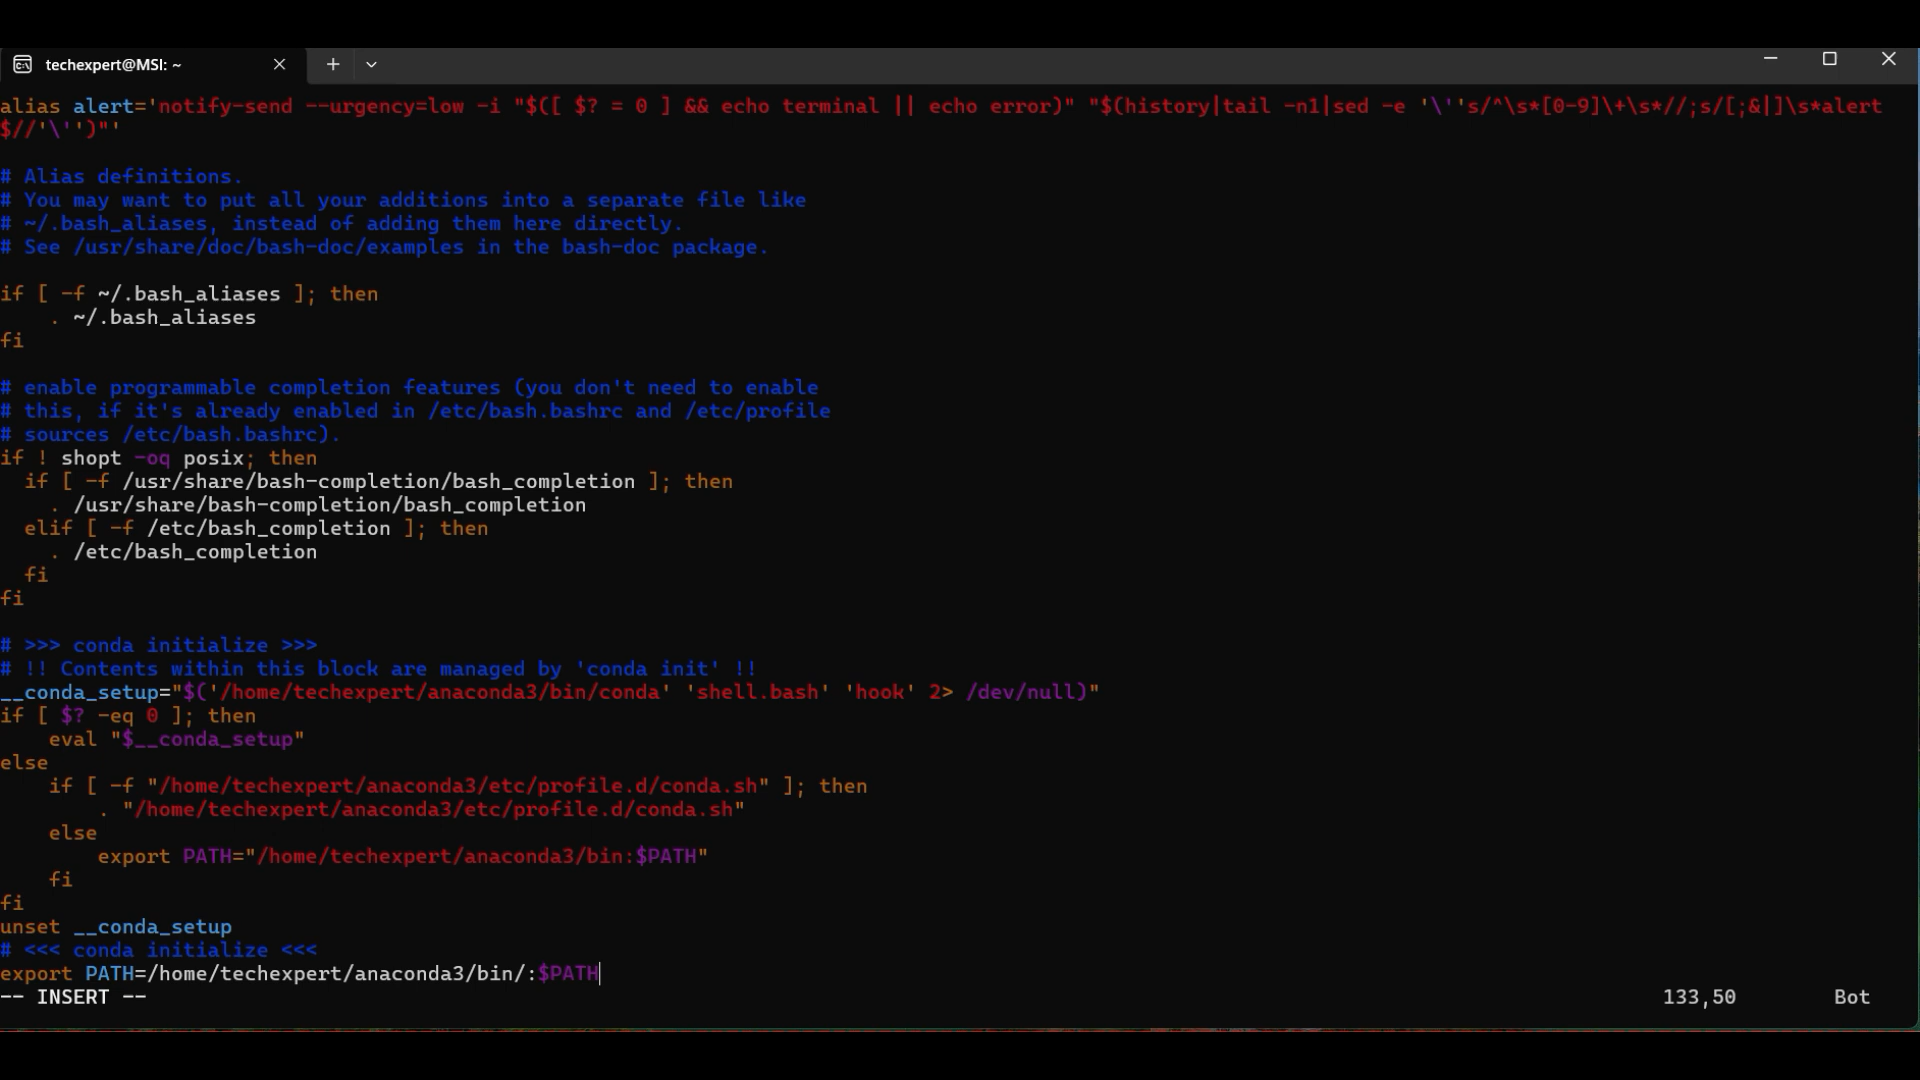 techexpert@MSI: ~
alias alert='notify-send --urgency=low -i "$([ $? = 0 ] && echo terminal || echo error)" "$(history|tail -n1|sed -e '\''s/^\s*[0-9]\+\s*//;s/[;&|]\s*alert
$//'\'')"'
# Alias definitions.
# You may want to put all your additions into a separate file like
# ~/.bash_aliases, instead of adding them here directly.
# See /usr/share/doc/bash-doc/examples in the bash-doc package.
if [ -f ~/.bash_aliases ]; then
    . ~/.bash_aliases
fi
# enable programmable completion features (you don't need to enable
# this, if it's already enabled in /etc/bash.bashrc and /etc/profile
# sources /etc/bash.bashrc).
if ! shopt -oq posix; then
  if [ -f /usr/share/bash-completion/bash_completion ]; then
    . /usr/share/bash-completion/bash_completion
  elif [ -f /etc/bash_completion ]; then
    . /etc/bash_completion
  fi
fi
# >>> conda initialize >>>
# !! Contents within this block are managed by 'conda init' !!
__conda_setup="$('/home/techexpert/anaconda3/bin/conda' 'shell.bash' 'hook' 2> /dev/null)"
if [ $? -eq 0 ]; then
    eval "$__conda_setup"
else
    if [ -f "/home/techexpert/anaconda3/etc/profile.d/conda.sh" ]; then
        . "/home/techexpert/anaconda3/etc/profile.d/conda.sh"
    else
        export PATH="/home/techexpert/anaconda3/bin:$PATH"
    fi
fi
unset __conda_setup
# <<< conda initialize <<<
export PATH=/home/techexpert/anaconda3/bin/:$PATH
-- INSERT -- 133,50 Bot